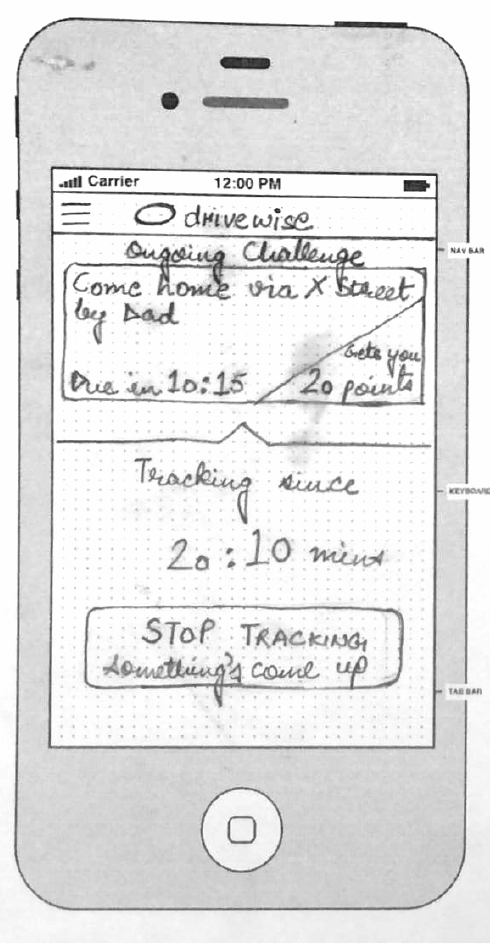 Carrier 12:00 PM
drivewise
NAV BAR
Ongoing Challenge
Come home via X Street
by Dad
Gets you
Due in 10:15 20 points
Tracking since
KEYBOARD
20:10 mins
STOP TRACKING
Something's come up
TAB BAR